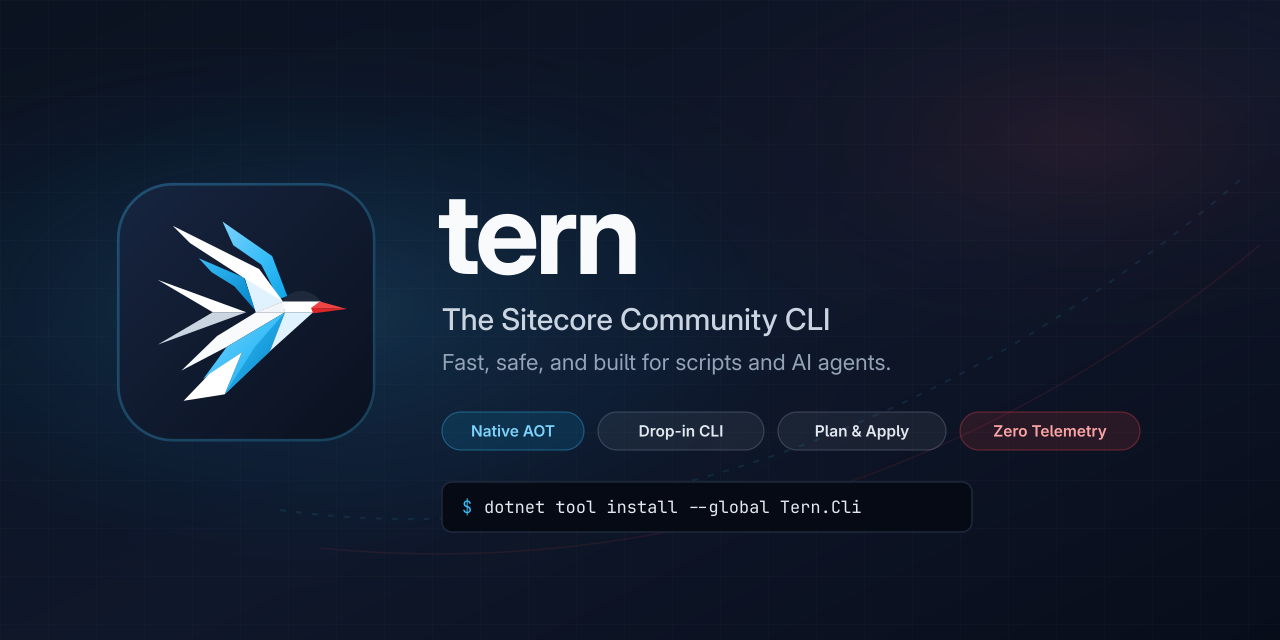 tern
The Sitecore Community CLI
Fast, safe, and built for scripts and AI agents.
Native AOT
Drop-in CLI
Plan & Apply
Zero Telemetry
$ dotnet tool install --global Tern.Cli